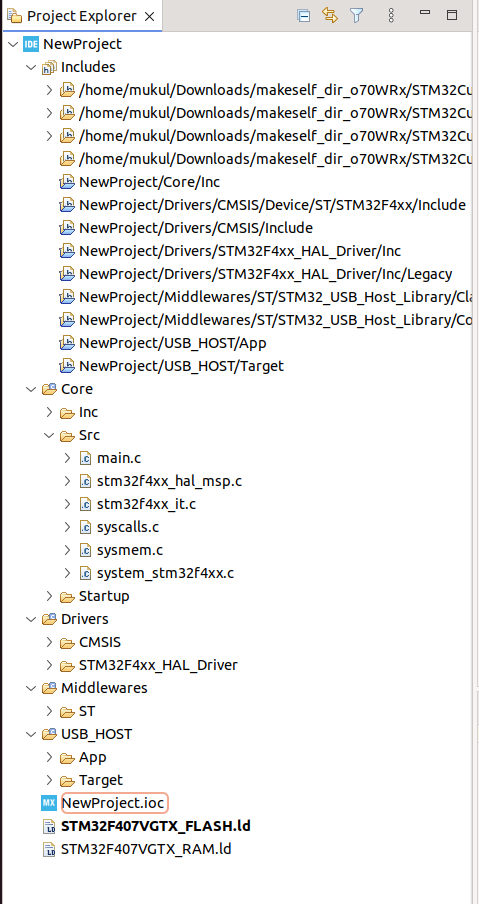 Project Explorer
IDE NewProject
Includes
/home/mukul/Downloads/makeself_dir_o70WRx/STM32Cu
/home/mukul/Downloads/makeself_dir_o70WRx/STM32Cu
/home/mukul/Downloads/makeself_dir_o70WRx/STM32Cu
/home/mukul/Downloads/makeself_dir_o70WRx/STM32Cu
NewProject/Core/Inc
NewProject/Drivers/CMSIS/Device/ST/STM32F4xx/Include
NewProject/Drivers/CMSIS/Include
NewProject/Drivers/STM32F4xx_HAL_Driver/Inc
NewProject/Drivers/STM32F4xx_HAL_Driver/Inc/Legacy
NewProject/Middlewares/ST/STM32_USB_Host_Library/Cla
NewProject/Middlewares/ST/STM32_USB_Host_Library/Co
NewProject/USB_HOST/App
NewProject/USB_HOST/Target
Core
Inc
Src
.c main.c
.c stm32f4xx_hal_msp.c
.c stm32f4xx_it.c
.c syscalls.c
.c sysmem.c
.c system_stm32f4xx.c
Startup
Drivers
CMSIS
STM32F4xx_HAL_Driver
Middlewares
ST
USB_HOST
App
Target
MX NewProject.ioc
LD STM32F407VGTX_FLASH.ld
LD STM32F407VGTX_RAM.ld